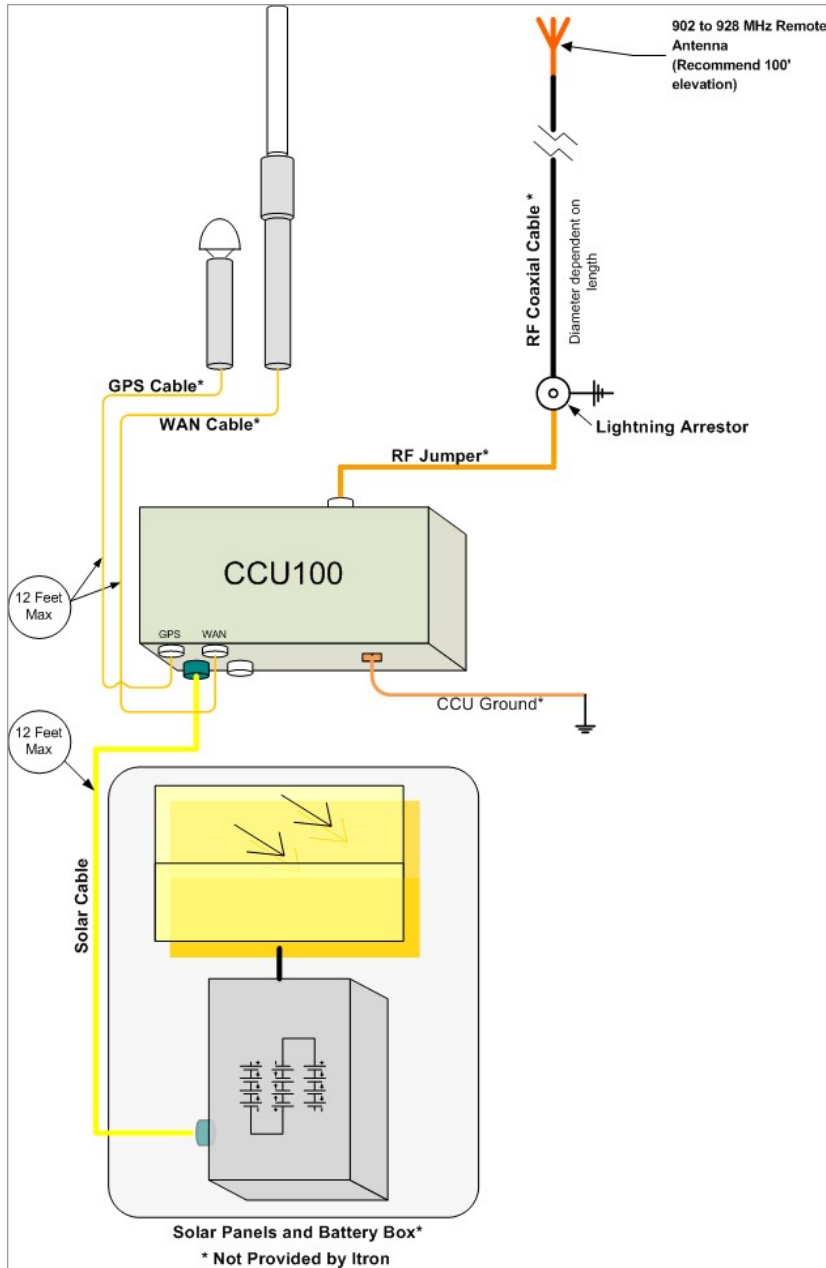 902 to 928 MHz Remote
Antenna
(Recommend 100'
elevation)
RF Coaxial Cable *
Diameter dependent on
length
GPS Cable*
WAN Cable*
Lightning Arrestor
RF Jumper*
CCU100
12 Feet
Max
GPS WAN
CCU Ground*
12 Feet
Max
Solar Cable
Solar Panels and Battery Box*
* Not Provided by Itron